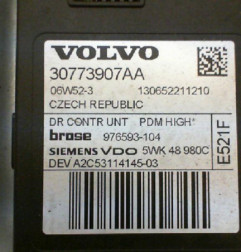 VOLVO
30773907AA
06W52-3 130652211210
CZECH REPUBLIC
DR CONTR UNT PDM HIGH*
brose 976593-104
SIEMENS VDO 5WK 48 980C
DEV A2C53114145-03
E521F